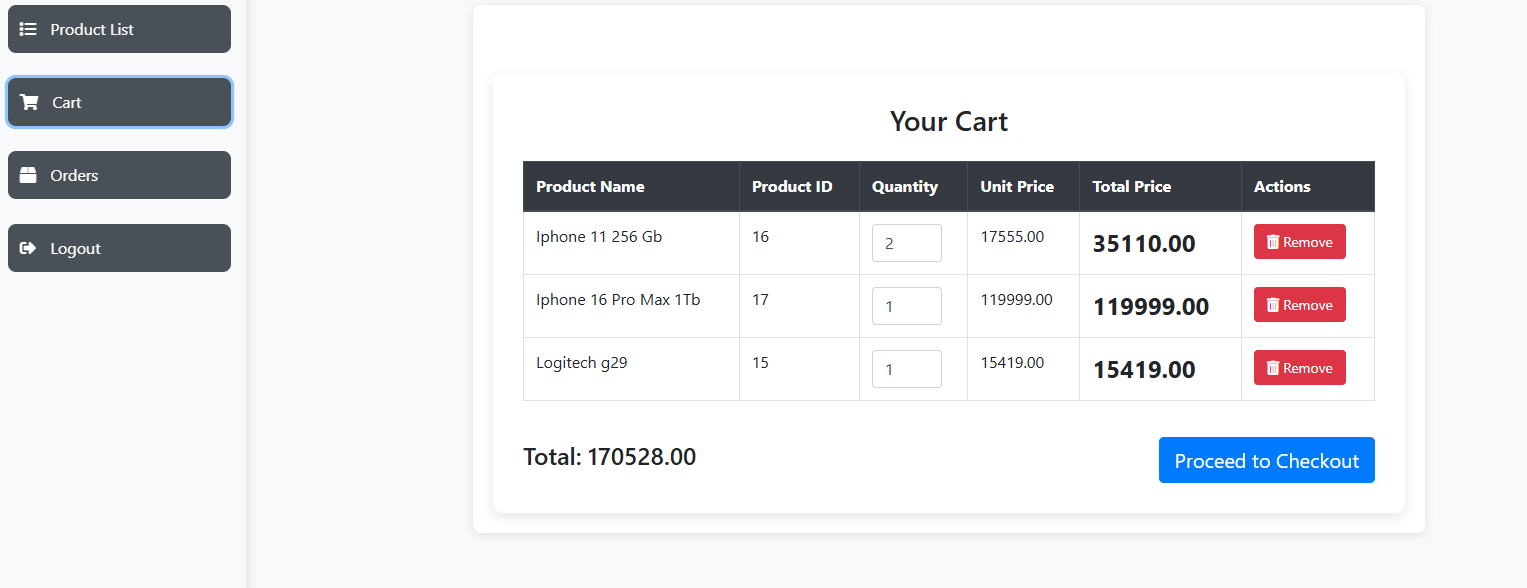 Product List
Cart
Orders
Logout
Your Cart
Product Name Product ID Quantity Unit Price Total Price Actions
Iphone 11 256 Gb 16 2 17555.00 35110.00 Remove
Iphone 16 Pro Max 1Tb 17 1 119999.00 119999.00 Remove
Logitech g29 15 1 15419.00 15419.00 Remove
Total: 170528.00 Proceed to Checkout